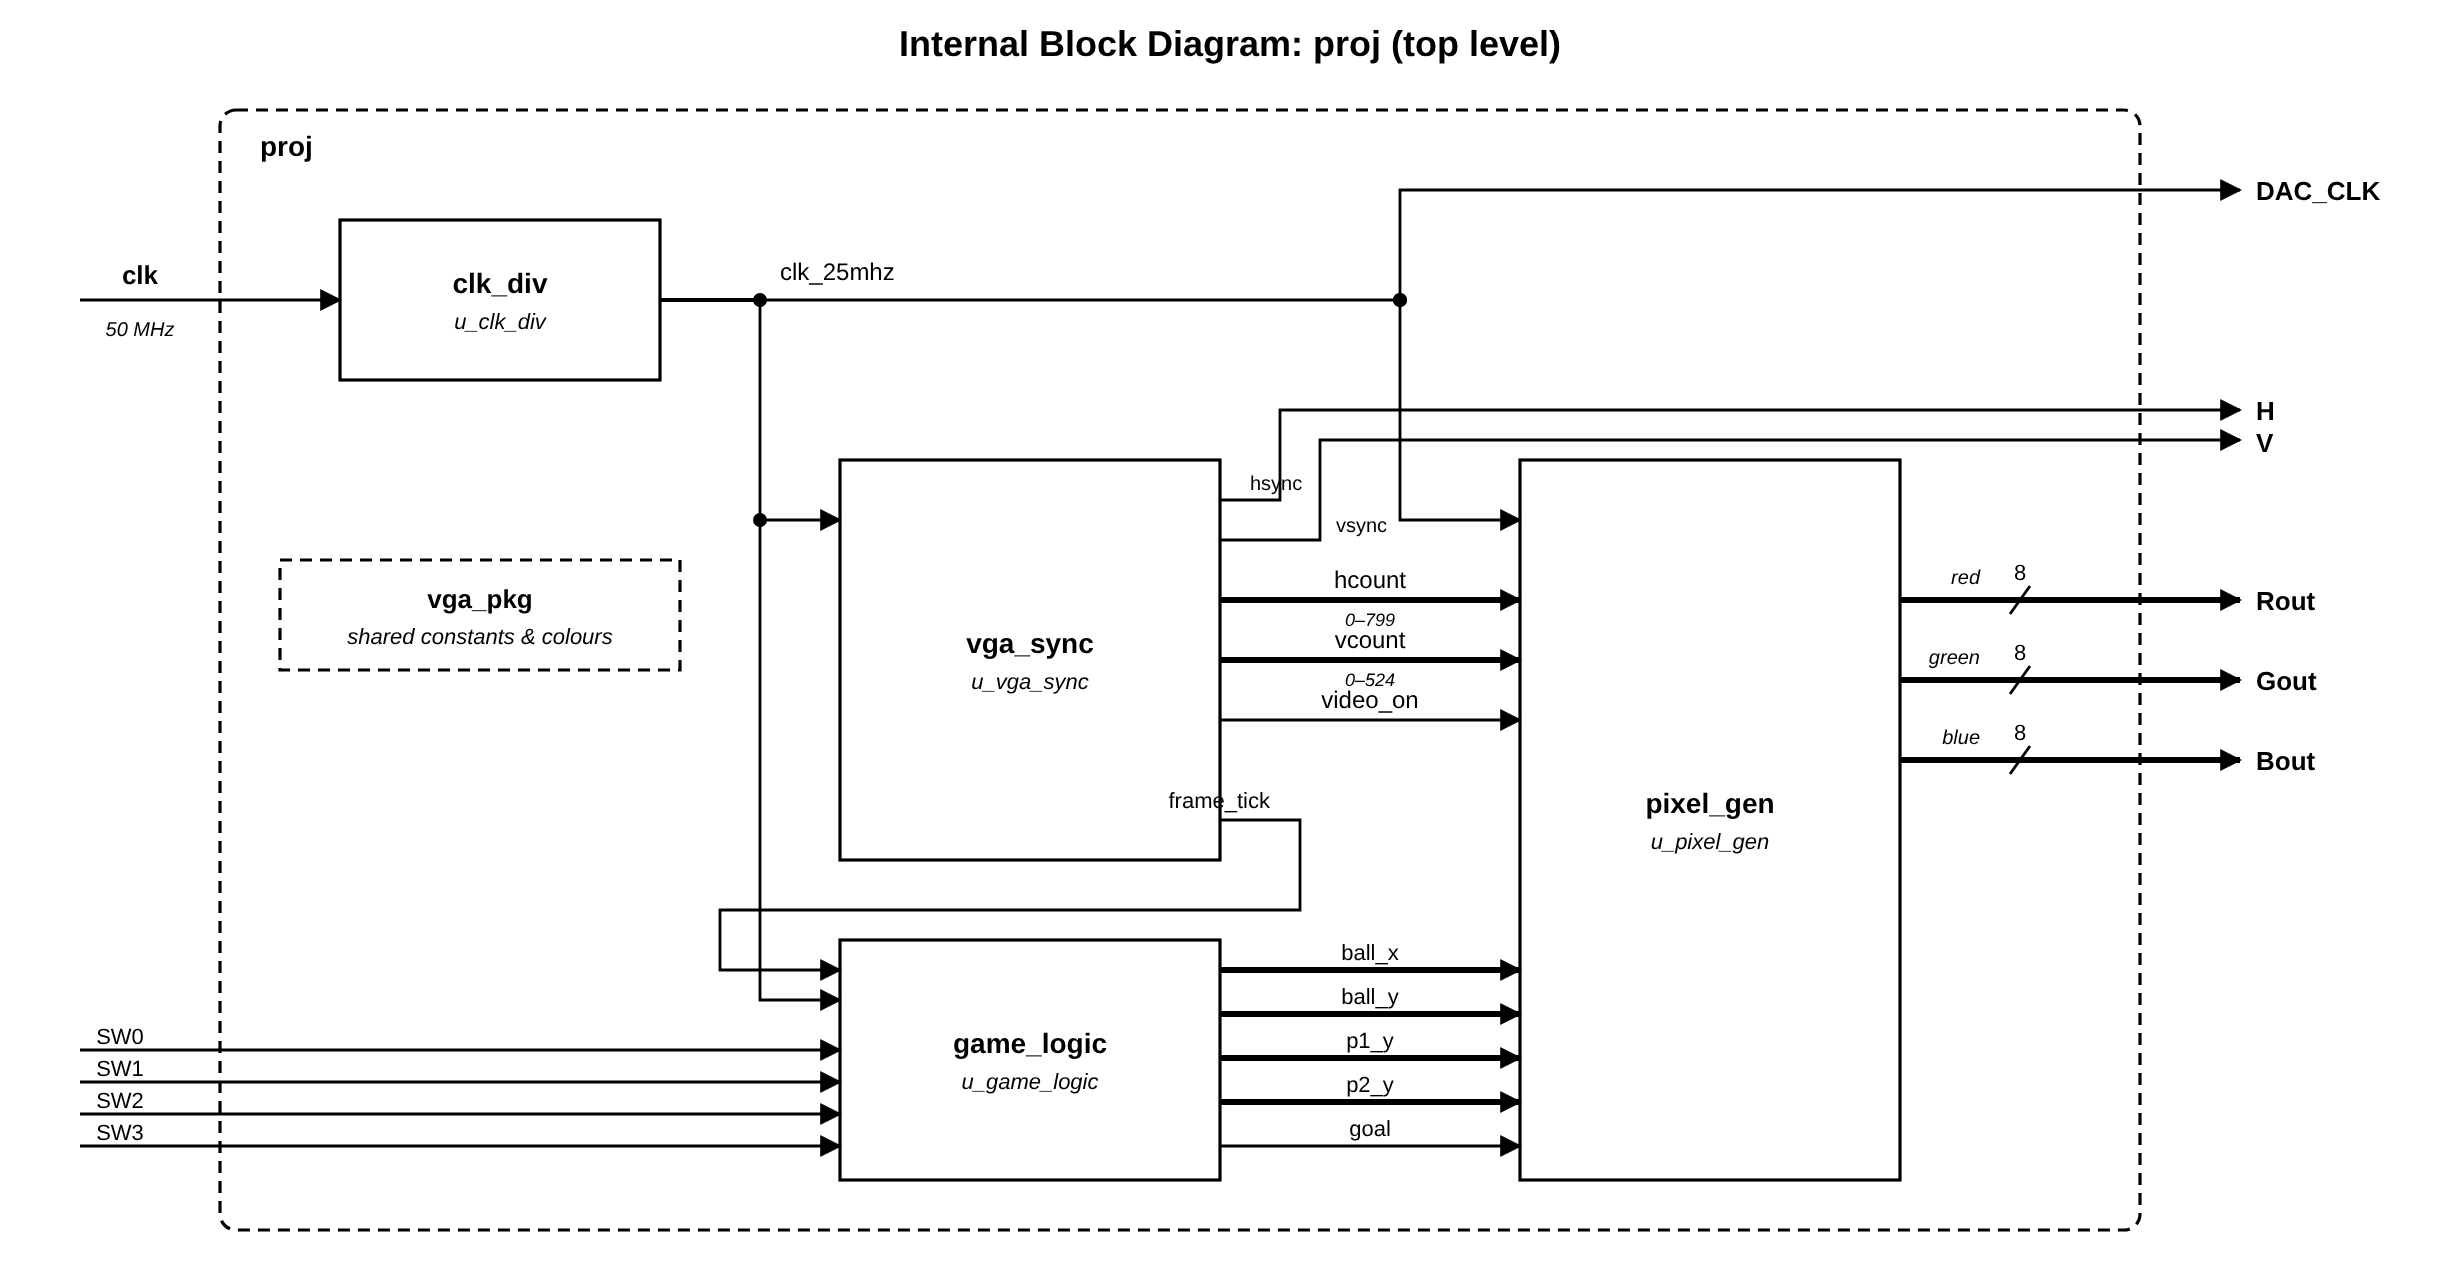 Internal Block Diagram: proj (top level)
proj
DAC_CLK
clk
50 MHz
clk_div
u_clk_div
clk_25mhz
H
V
hsync
vsync
vga_pkg
shared constants & colours
vga_sync
u_vga_sync
hcount
0–799
vcount
0–524
video_on
frame_tick
pixel_gen
u_pixel_gen
red
8
Rout
green
8
Gout
blue
8
Bout
SW0
SW1
SW2
SW3
game_logic
u_game_logic
ball_x
ball_y
p1_y
p2_y
goal